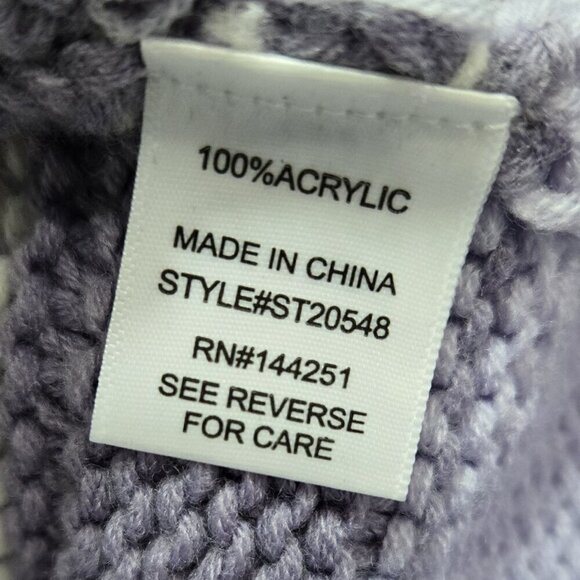 100%ACRYLIC
MADE IN CHINA
STYLE#ST20548
RN#144251
SEE REVERSE
FOR CARE